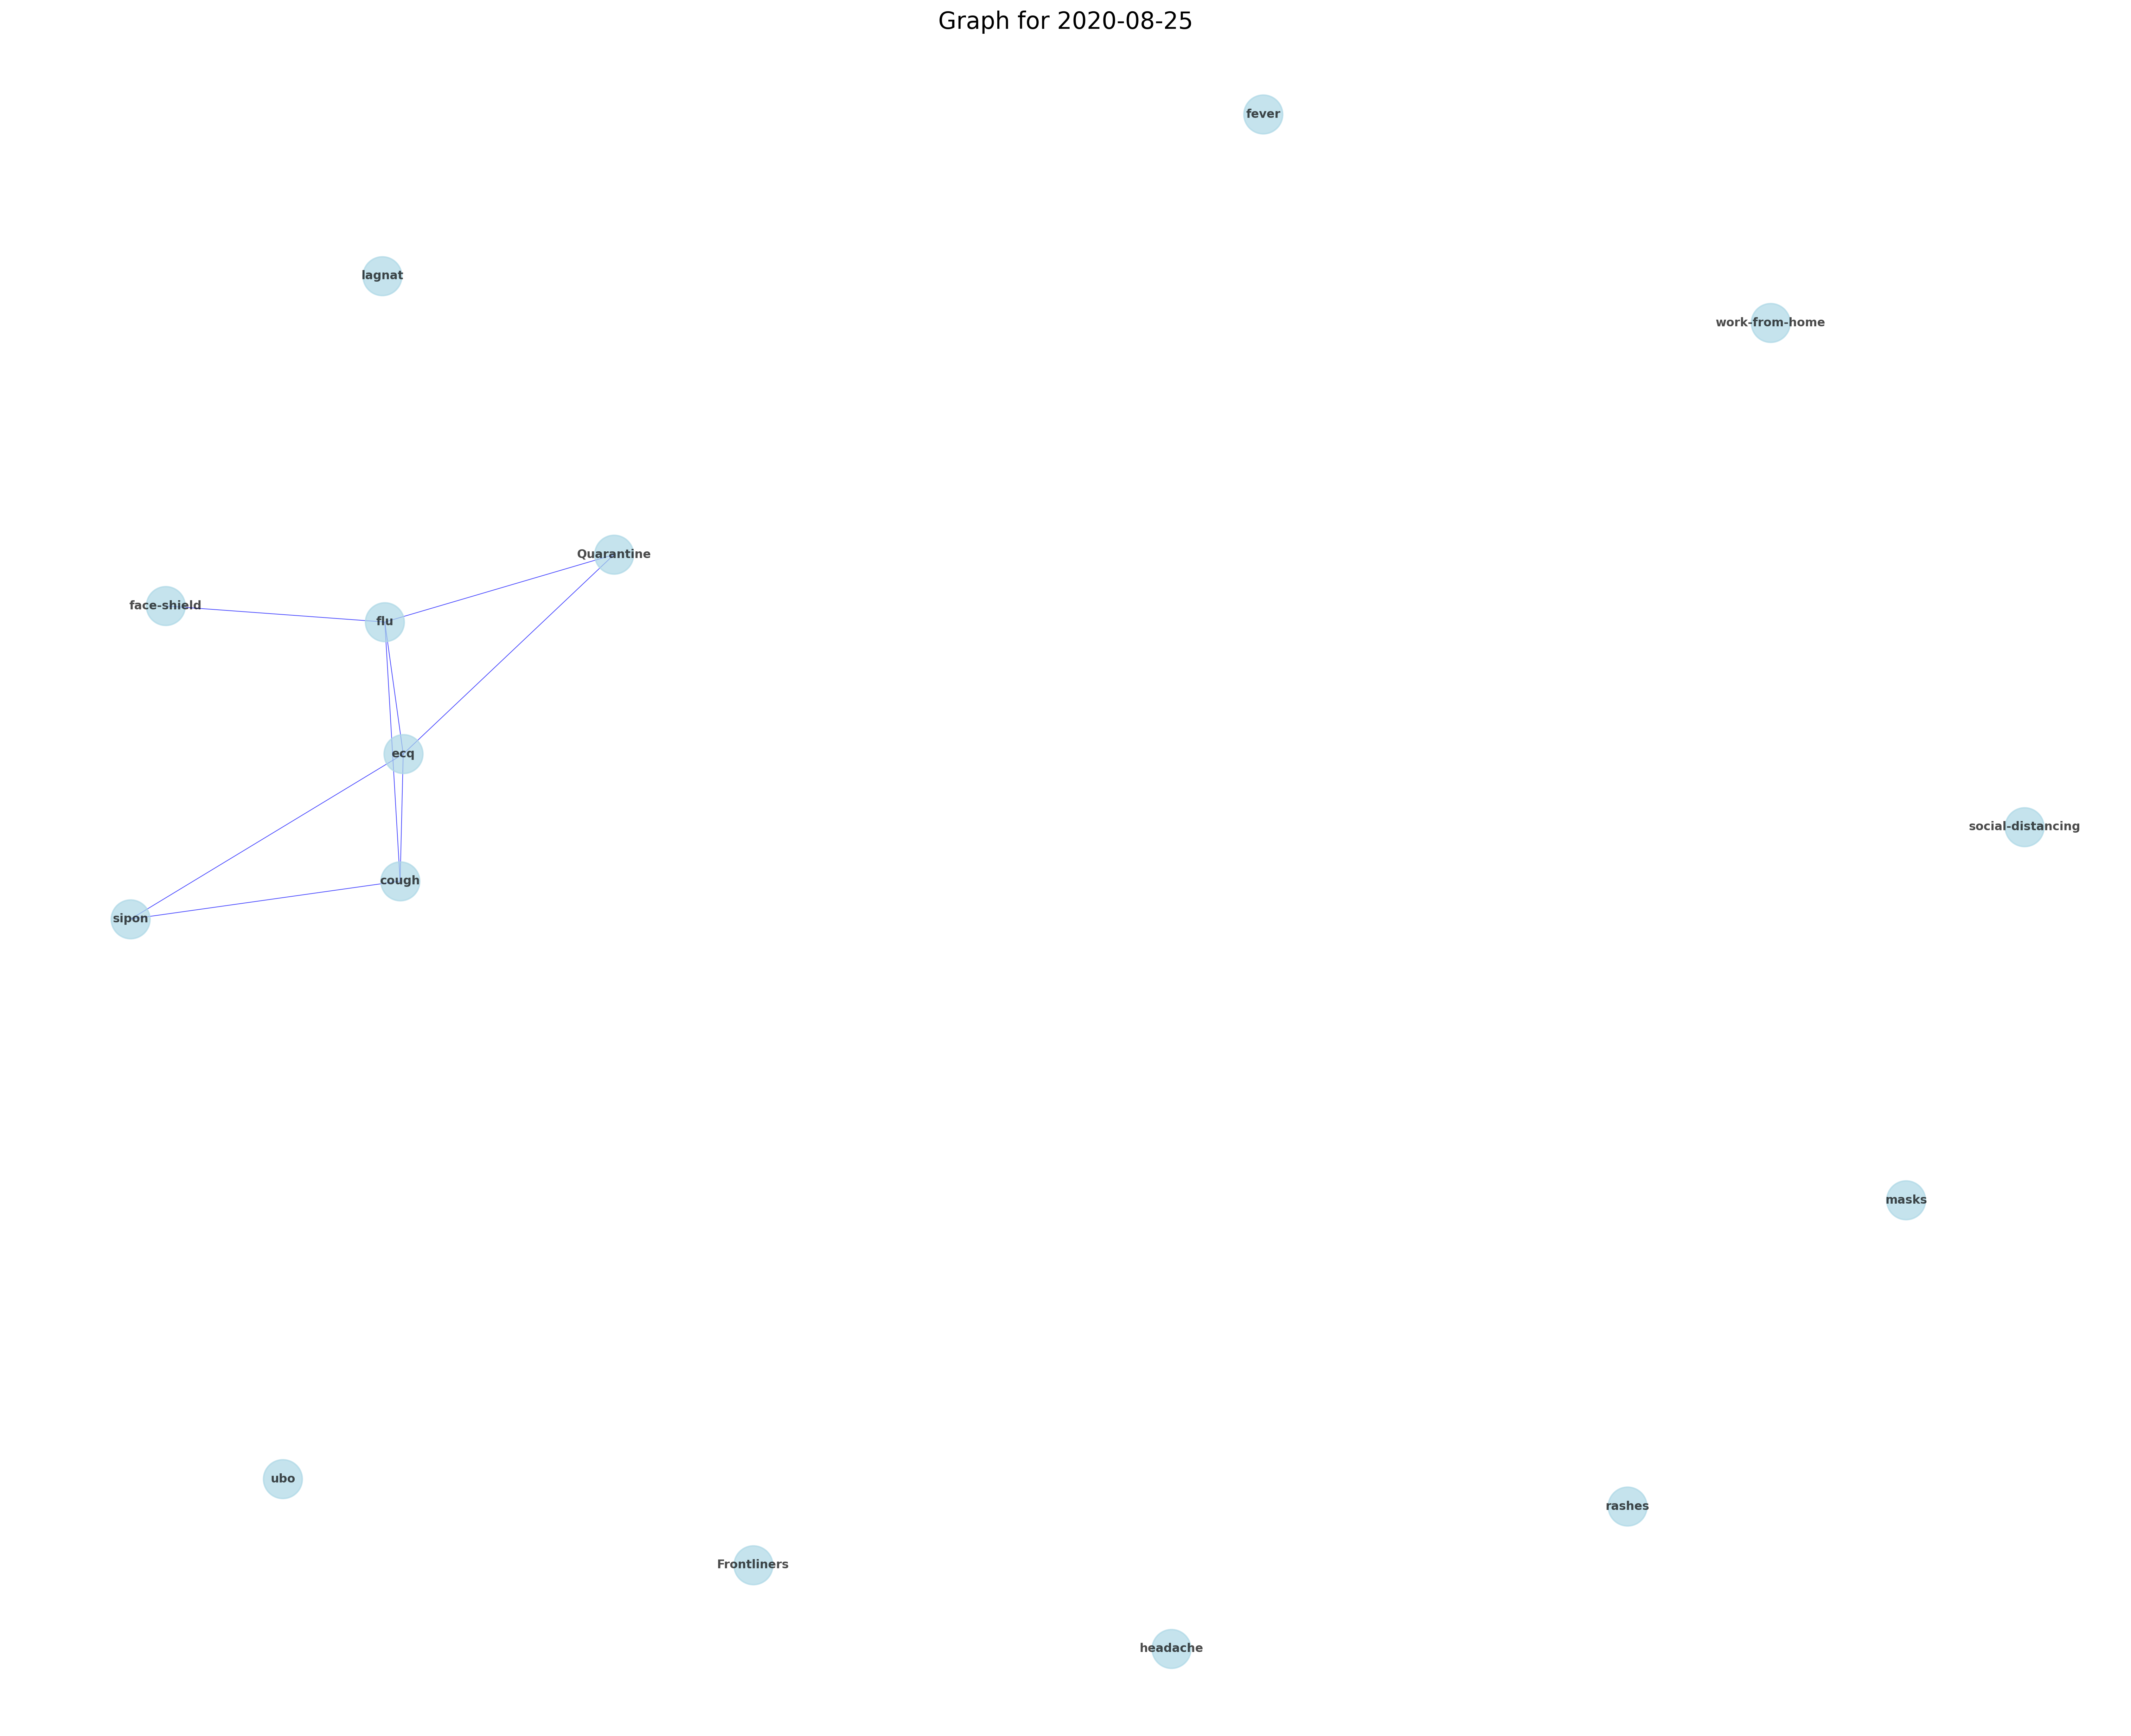 Graph for 2020-08-25
fever
lagnat
work-from-home
Quarantine
face-shield
flu
ecq
social-distancing
cough
sipon
masks
ubo
rashes
Frontliners
headache